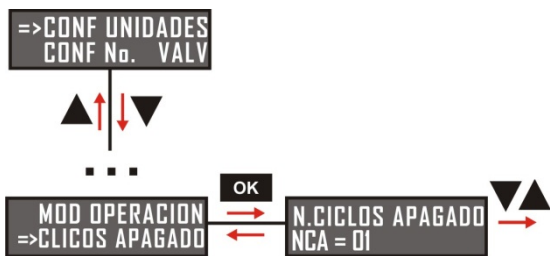 =>CONF UNIDADES
CONF No. VALV
...
OK
MOD OPERACION
=>CLICOS APAGADO
N.CICLOS APAGADO
NCA = 01